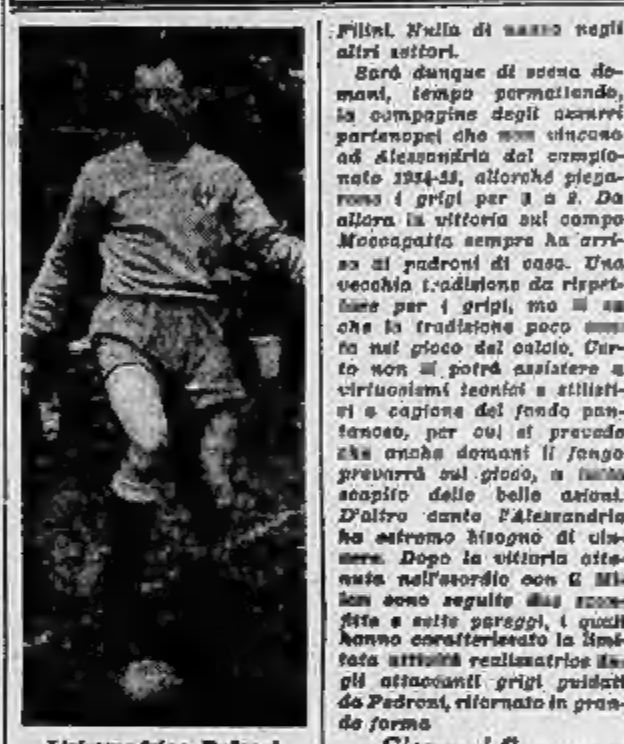 Filini. Nulla di nuovo negli
altri settori.
Sarà dunque di scena do-
mani, tempo permettendo,
la compagine degli azzurri
partenopei che non vincono
ad Alessandria dal campio-
nato 1934-35, allorché piega-
rono i grigi per a 2. Da
allora la vittoria sul campo
Moccagatta sempre ha arri-
so ai padroni di casa. Una
vecchia tradizione da rispet-
tare per i grigi, ma si sa
che la tradizione poco conta
nel gioco del calcio. Cer-
to non si potrà assistere a
virtuosismi tecnici e stilisti-
ci a cagione del fondo pan-
tanoso, per cui si prevede
che anche domani il fango
prevarrà sul gioco, a tutto
scapito delle belle azioni.
D'altro canto l'Alessandria
ha estremo bisogno di vin-
cere. Dopo la vittoria otte-
nuta nell'esordio con il Mi-
lan sono seguite due scon-
fitte e sette pareggi, i quali
hanno caratterizzato la limi-
tata attività realizzatrice de-
gli attaccanti grigi guidati
da Pedroni, ritornato in gran-
de forma